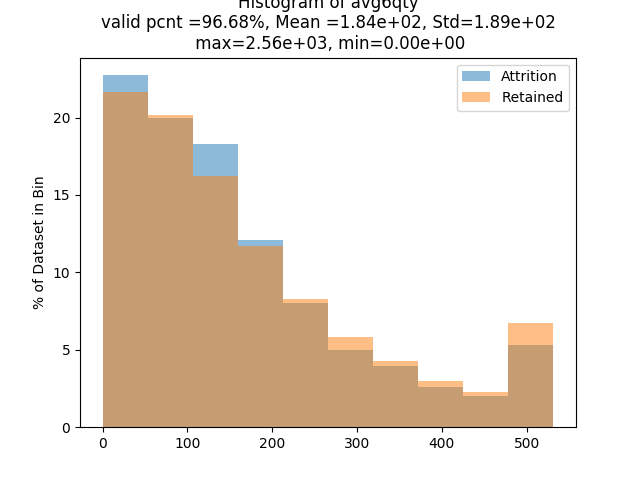 Histogram of avg6qty
valid pcnt =96.68%, Mean =1.84e+02, Std=1.89e+02
max=2.56e+03, min=0.00e+00
Attrition
Retained
% of Dataset in Bin
20
15
10
5
0
0 100 200 300 400 500